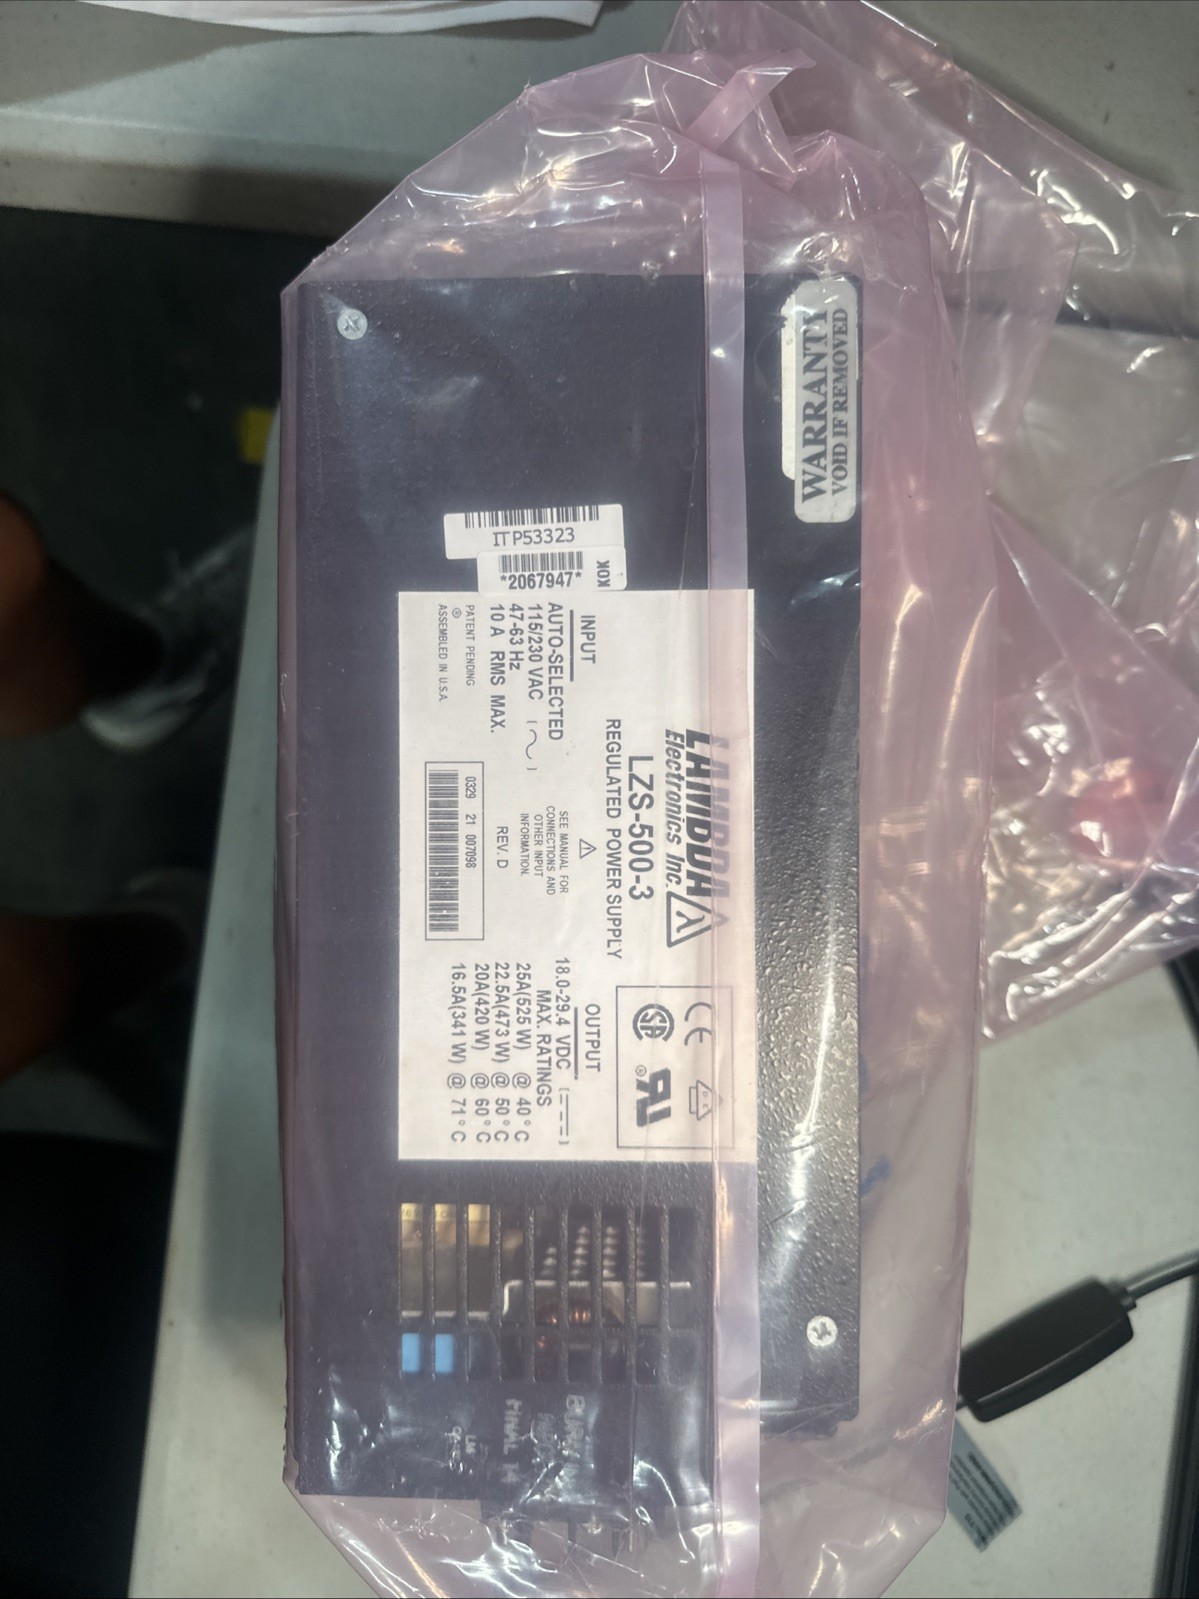 WARRANTY
VOID IF REMOVED
ITP53323
*2067947*
KOK
LAMBDA
Electronics Inc.
LZS-500-3
REGULATED POWER SUPPLY
INPUT
AUTO-SELECTED
115/230 VAC (∼)
47-63 Hz
10 A RMS MAX.
PATENT PENDING
®
ASSEMBLED IN U.S.A.
SEE MANUAL FOR
CONNECTIONS AND
OTHER INPUT
INFORMATION.
REV. D
0329 21 007098
CE
OUTPUT
18.0-29.4 VDC
MAX. RATINGS
25A(525 W) @ 40°C
22.5A(473 W) @ 50°C
20A(420 W) @ 60°C
16.5A(341 W) @ 71°C
FINAL